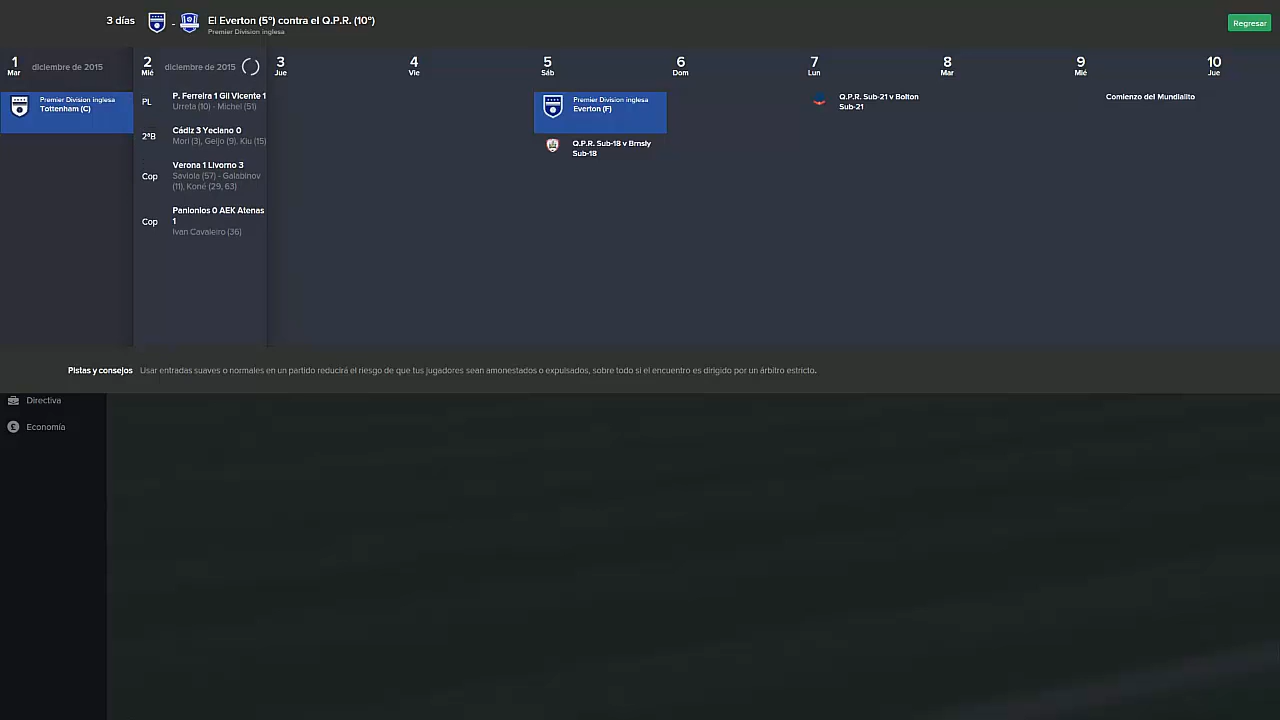 3 días
-
El Everton (5º) contra el Q.P.R. (10º)
Premier Division inglesa
Regresar
1
Mar
diciembre de 2015
2
Mié
diciembre de 2015
3
Jue
4
Vie
5
Sáb
6
Dom
7
Lun
8
Mar
9
Mié
10
Jue
Premier Division inglesa
Tottenham (C)
PL
P. Ferreira 1 Gil Vicente 1
Urreta (10) - Michel (51)
2ªB
Cádiz 3 Yeclano 0
Mori (3), Geijo (9), Kiu (15)
Cop
Verona 1 Livorno 3
Saviola (57) - Galabinov
(11), Koné (29, 63)
Cop
Panionios 0 AEK Atenas
1
Ivan Cavaleiro (36)
Premier Division inglesa
Everton (F)
Q.P.R. Sub-18 v Brnsly
Sub-18
Q.P.R. Sub-21 v Bolton
Sub-21
Comienzo del Mundialito
Pistas y consejos
Usar entradas suaves o normales en un partido reducirá el riesgo de que tus jugadores sean amonestados o expulsados, sobre todo si el encuentro es dirigido por un árbitro estricto.
Directiva
Economía